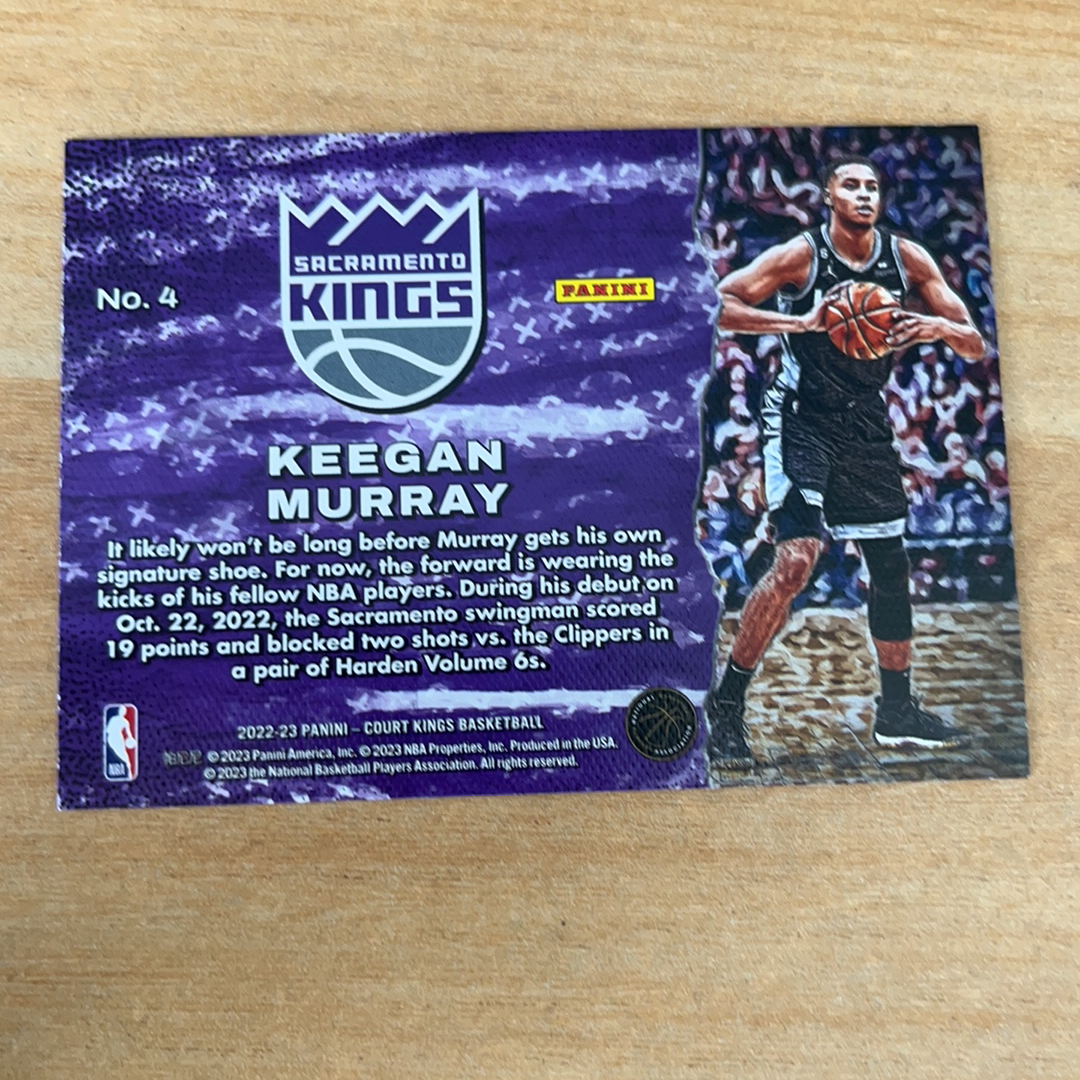 No. 4
SACRAMENTO
KINGS
PANINI
KEEGAN
MURRAY
It likely won't be long before Murray gets his own
signature shoe. For now, the forward is wearing the
kicks of his fellow NBA players. During his debut on
Oct. 22, 2022, the Sacramento swingman scored
19 points and blocked two shots vs. the Clippers in
a pair of Harden Volume 6s.
2022-23 PANINI – COURT KINGS BASKETBALL
© 2023 Panini America, Inc. © 2023 NBA Properties, Inc. Produced in the USA.
© 2023 the National Basketball Players Association. All rights reserved.
NBA
NATIONAL
ASSOCIATION